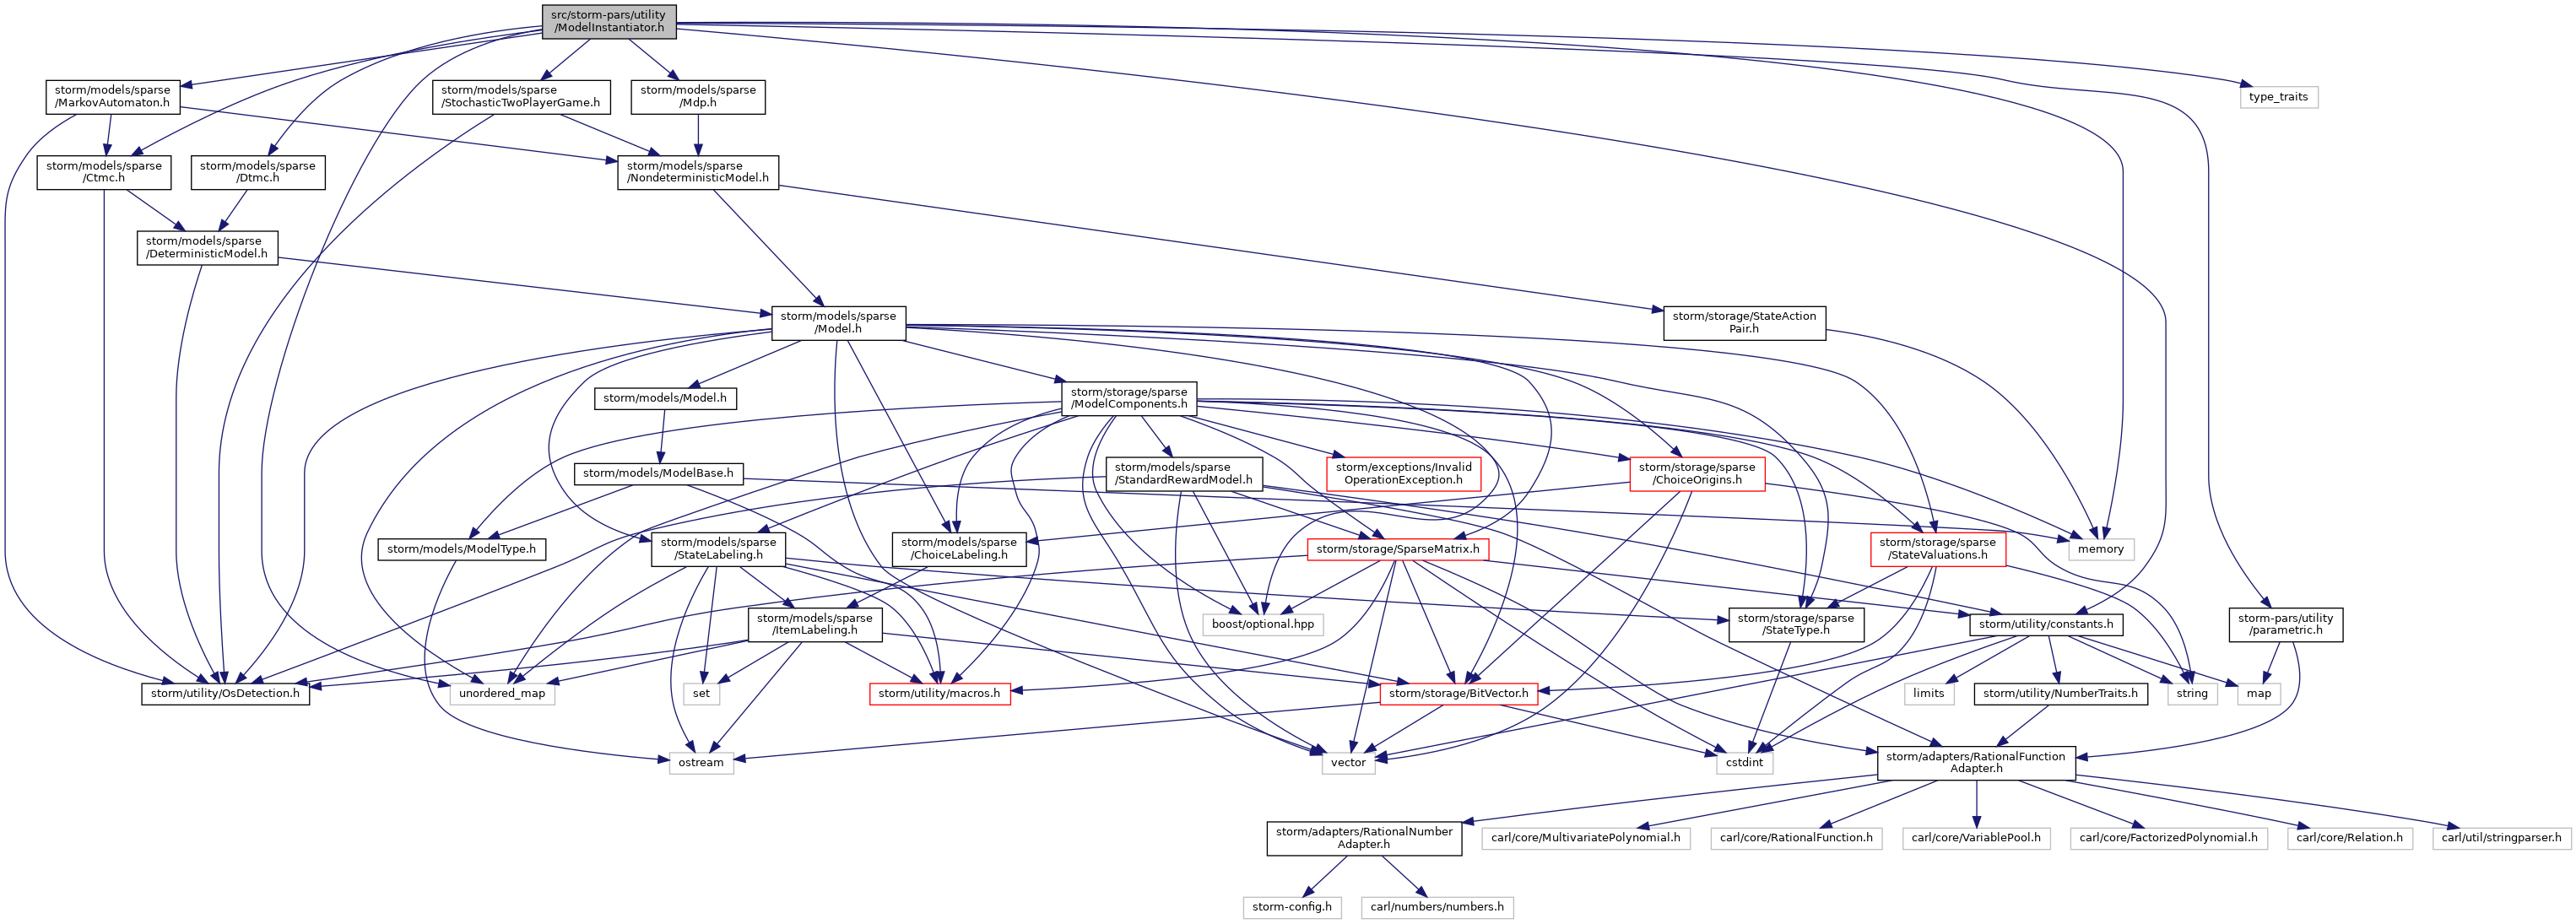 src/storm-pars/utility
/ModelInstantiator.h
storm/models/sparse
/MarkovAutomaton.h
storm/models/sparse
/StochasticTwoPlayerGame.h
storm/models/sparse
/Mdp.h
type_traits
storm/models/sparse
/Ctmc.h
storm/models/sparse
/Dtmc.h
storm/models/sparse
/NondeterministicModel.h
storm/models/sparse
/DeterministicModel.h
storm/models/sparse
/Model.h
storm/storage/StateAction
Pair.h
storm/models/Model.h
storm/storage/sparse
/ModelComponents.h
storm/models/ModelBase.h
storm/models/sparse
/StandardRewardModel.h
storm/exceptions/Invalid
OperationException.h
storm/storage/sparse
/ChoiceOrigins.h
storm/models/ModelType.h
storm/models/sparse
/StateLabeling.h
storm/models/sparse
/ChoiceLabeling.h
storm/storage/SparseMatrix.h
storm/storage/sparse
/StateValuations.h
memory
storm/models/sparse
/ItemLabeling.h
boost/optional.hpp
storm/storage/sparse
/StateType.h
storm/utility/constants.h
storm-pars/utility
/parametric.h
storm/utility/OsDetection.h
unordered_map
set
storm/utility/macros.h
storm/storage/BitVector.h
limits
storm/utility/NumberTraits.h
string
map
ostream
vector
cstdint
storm/adapters/RationalFunction
Adapter.h
storm/adapters/RationalNumber
Adapter.h
carl/core/MultivariatePolynomial.h
carl/core/RationalFunction.h
carl/core/VariablePool.h
carl/core/FactorizedPolynomial.h
carl/core/Relation.h
carl/util/stringparser.h
storm-config.h
carl/numbers/numbers.h